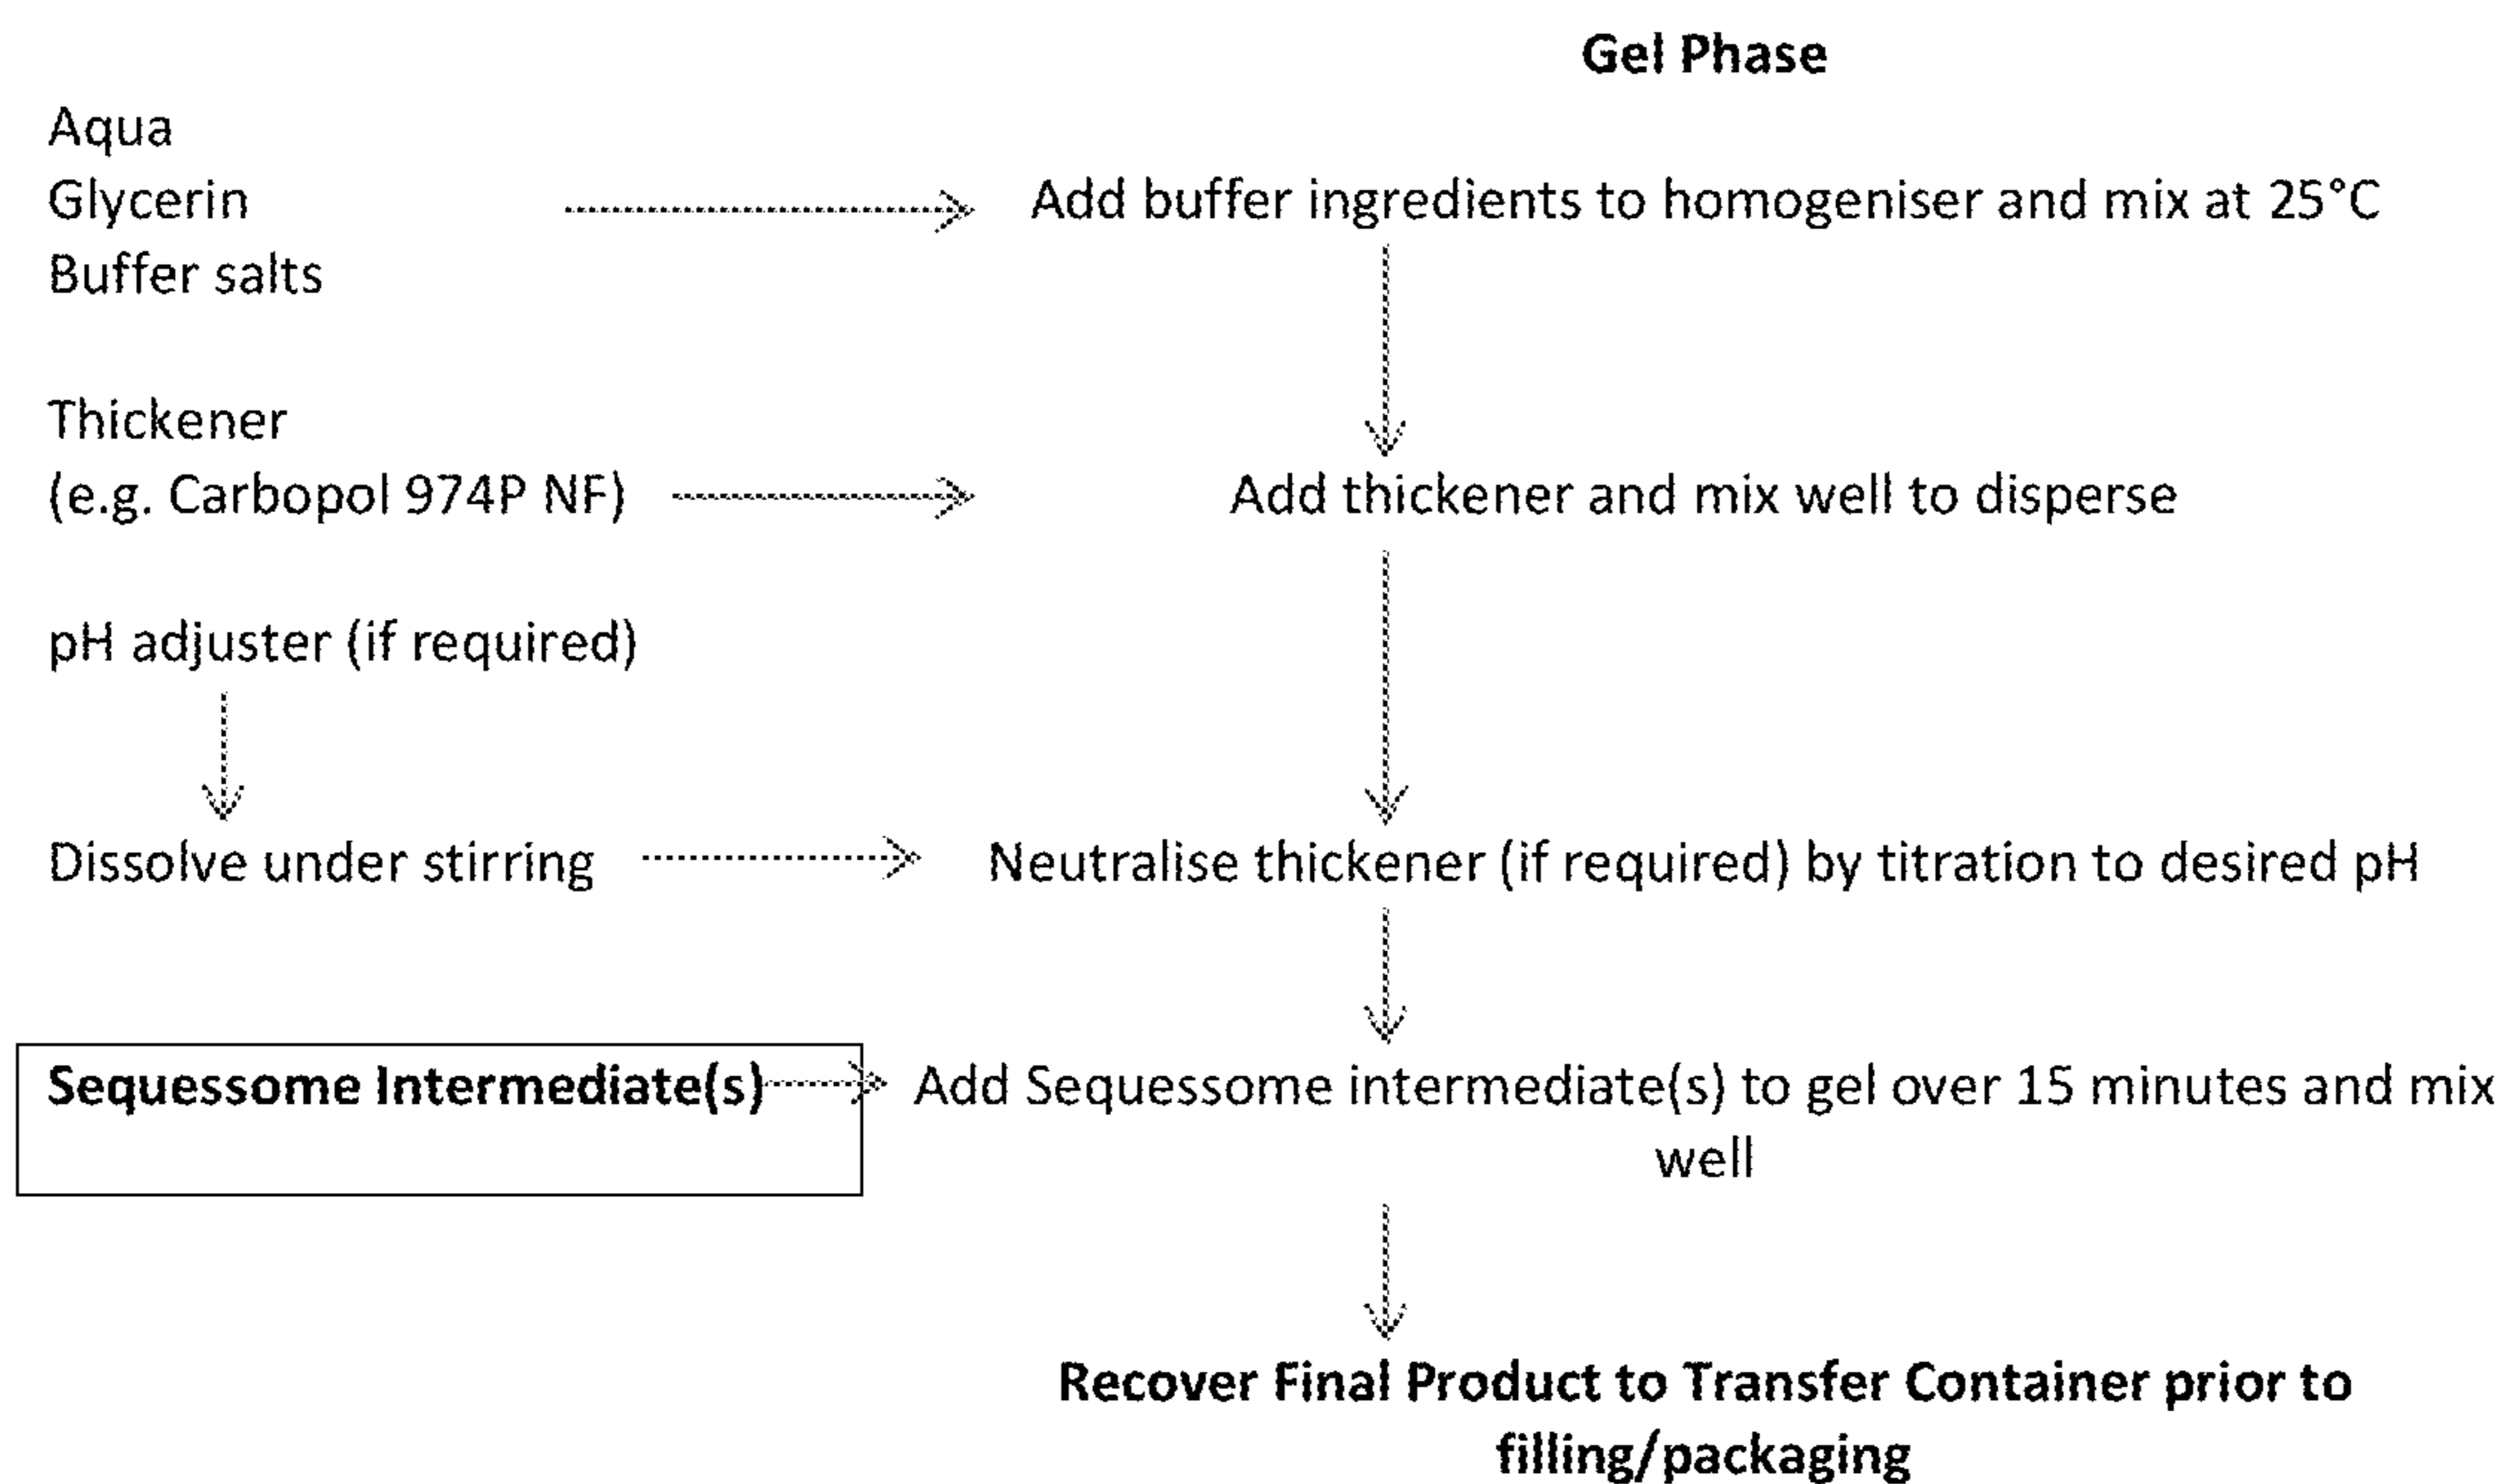 Gel Phase
Aqua
Glycerin
Buffer salts
Add buffer ingredients to homogeniser and mix at 25°C
Thickener
(e.g. Carbopol 974P NF)
Add thickener and mix well to disperse
pH adjuster (if required)
Dissolve under stirring
Neutralise thickener (if required) by titration to desired pH
Sequessome Intermediate(s)
Add Sequessome intermediate(s) to gel over 15 minutes and mix
well
Recover Final Product to Transfer Container prior to
filling/packaging